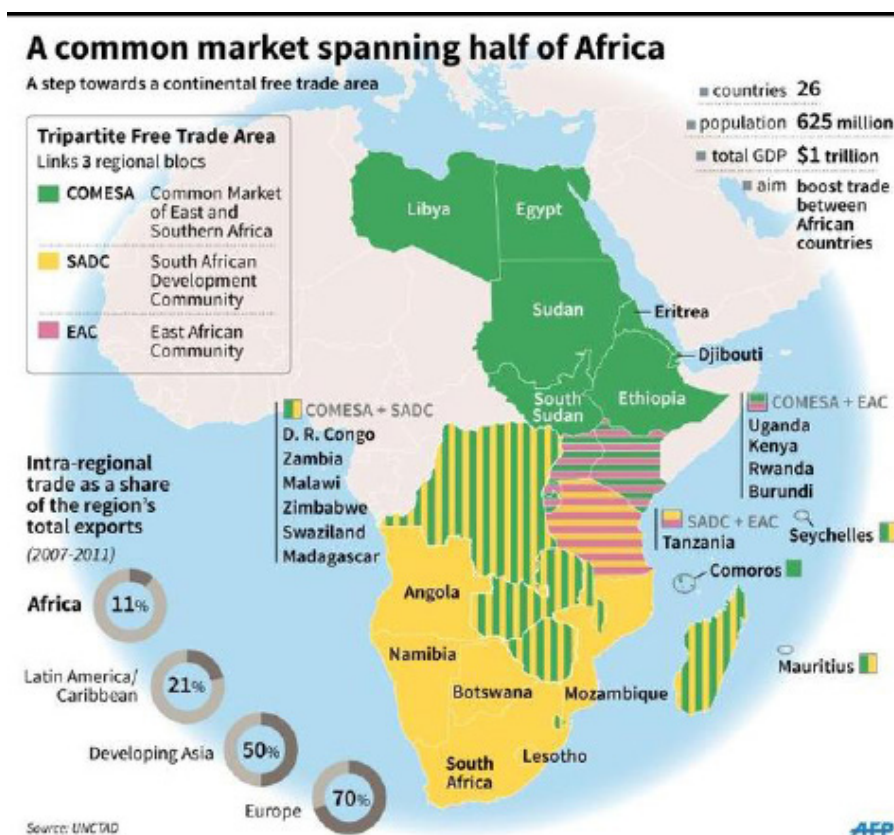 A common market spanning half of Africa
A step towards a continental free trade area
countries 26
population 625 million
total GDP $1 trillion
aim boost trade
between
African
countries
Tripartite Free Trade Area
Links 3 regional blocs
COMESA Common Market
of East and
Southern Africa
SADC South African
Development
Community
EAC East African
Community
Libya
Egypt
Sudan
Eritrea
Djibouti
South
Sudan
Ethiopia
COMESA + SADC
D. R. Congo
Zambia
Malawi
Zimbabwe
Swaziland
Madagascar
COMESA + EAC
Uganda
Kenya
Rwanda
Burundi
SADC + EAC
Tanzania
Seychelles
Comoros
Mauritius
Angola
Namibia
Botswana
Mozambique
South
Africa
Lesotho
Intra-regional
trade as a share
of the region's
total exports
(2007-2011)
Africa 11%
Latin America/
Caribbean 21%
Developing Asia 50%
Europe 70%
Source: UNCTAD
AFP